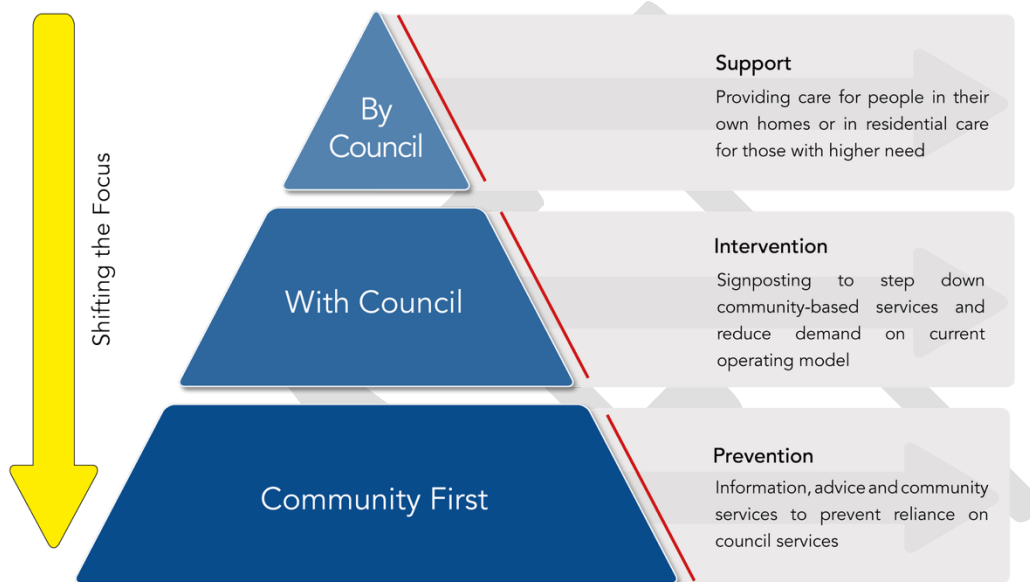 Shifting the Focus
By
Council
Support
Providing care for people in their
own homes or in residential care
for those with higher need
With Council
Intervention
Signposting to step down
community-based services and
reduce demand on current
operating model
Community First
Prevention
Information, advice and community
services to prevent reliance on
council services